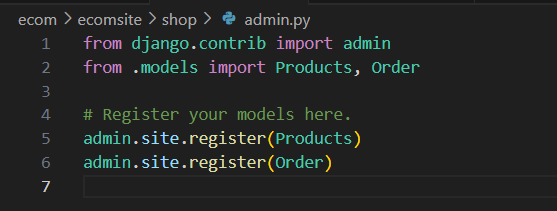 ecom > ecomsite > shop > admin.py
1 from django.contrib import admin
2 from .models import Products, Order
3
4 # Register your models here.
5 admin.site.register(Products)
6 admin.site.register(Order)
7